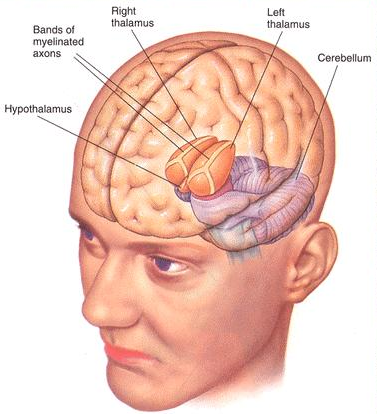 Right
thalamus
Left
thalamus
Bands of
myelinated
axons
Cerebellum
Hypothalamus